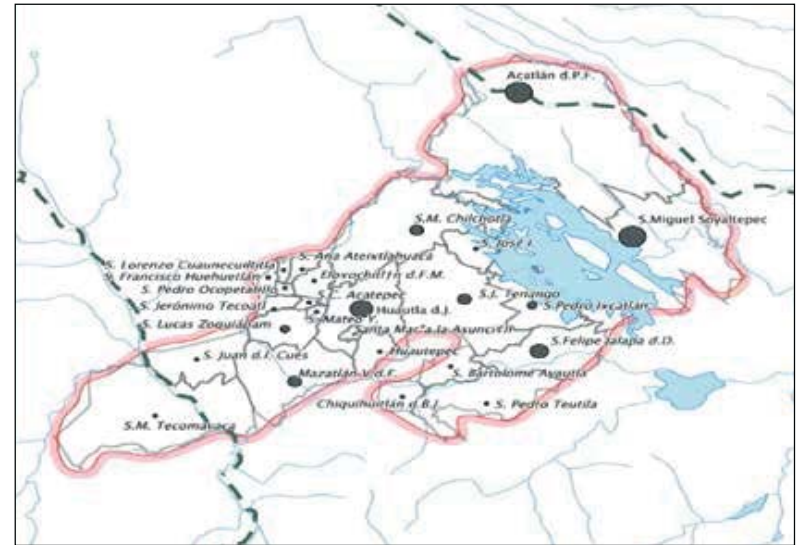 Acatlán d.P.F.
S.Miguel Soyaltepec
S.M. Chilchotla
S. José I.
S. Ana Ateixtlahuaca
S. Lorenzo Cuaunecuiltitla
S. Francisco Huehuetlán
Eloxochitlán d.F.M.
S. Pedro Ocopetatillo
Acatepec
S. Jerónimo Tecoatl
Huautla d.J.
S.J. Tenango
S.Pedro Ixcatlán
S. Mateo Y.
S. Lucas Zoquiápam
Santa María la Asunción
Huautepec
S.Felipe Jalapa d.D.
S. Juan d.l. Cués
S. Bartolomé Ayautla
Mazatlán V.d.F.
Chiquihuitlán d.B.J.
S. Pedro Teutila
S.M. Tecomavaca